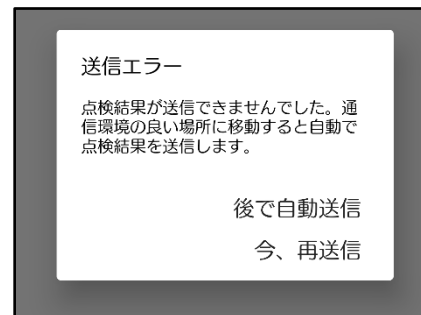 送信エラー
点検結果が送信できませんでした。通
信環境の良い場所に移動すると自動で
点検結果を送信します。
後で自動送信
今、再送信